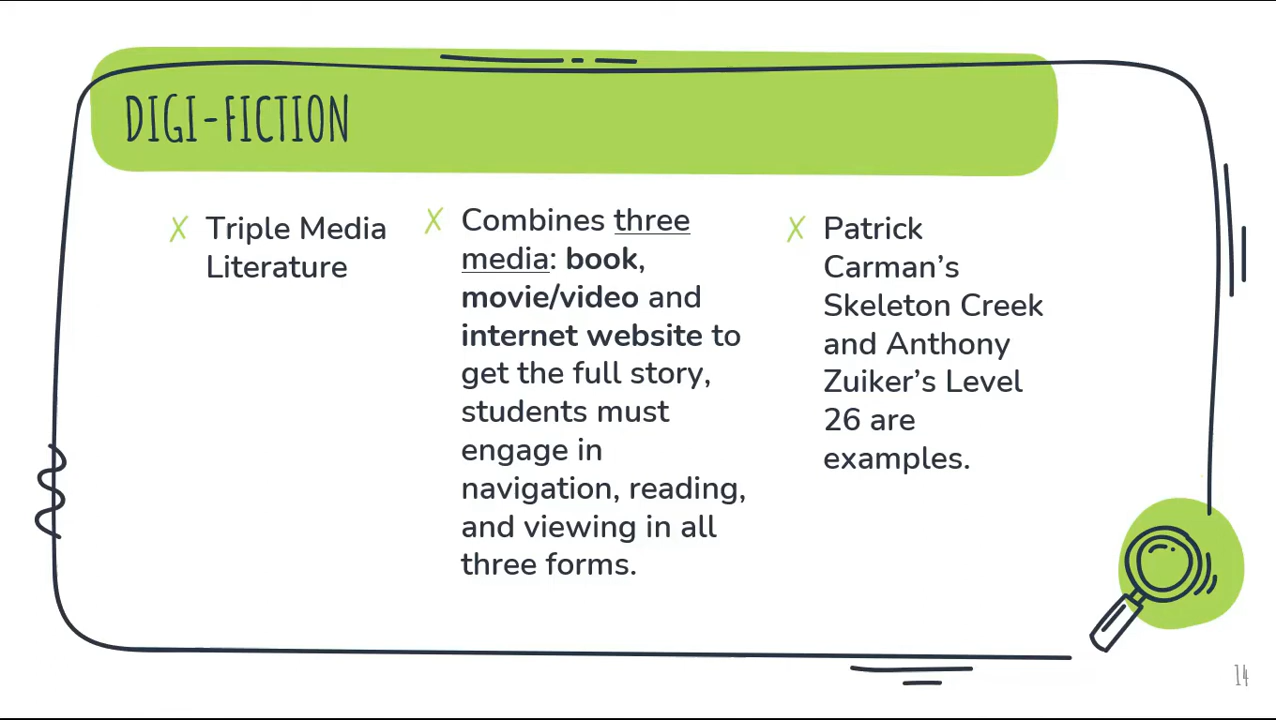 DIGI-FICTION
Triple Media
Literature
Combines three
media: book,
movie/video and
internet website to
get the full story,
students must
engage in
navigation, reading,
and viewing in all
three forms.
Patrick
Carman’s
Skeleton Creek
and Anthony
Zuiker’s Level
26 are
examples.
14